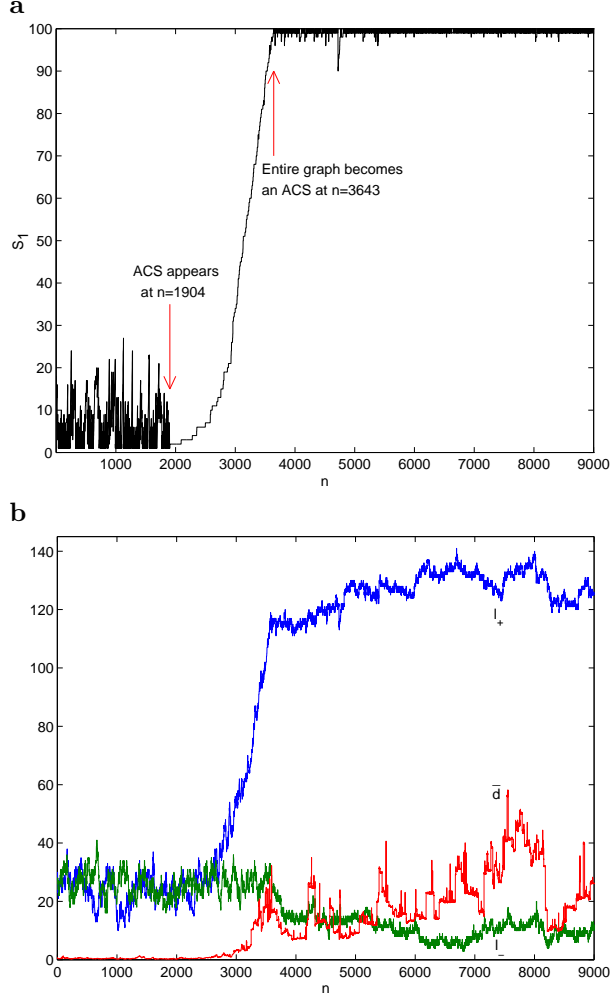 a
100
90
80
70
60
50
40
30
20
10
0
S1
ACS appears
at n=1904
Entire graph becomes
an ACS at n=3643
1000 2000 3000 4000 5000 6000 7000 8000 9000
n
b
140
120
100
80
60
40
20
0
l+
d̄
l-
0 1000 2000 3000 4000 5000 6000 7000 8000 9000
n